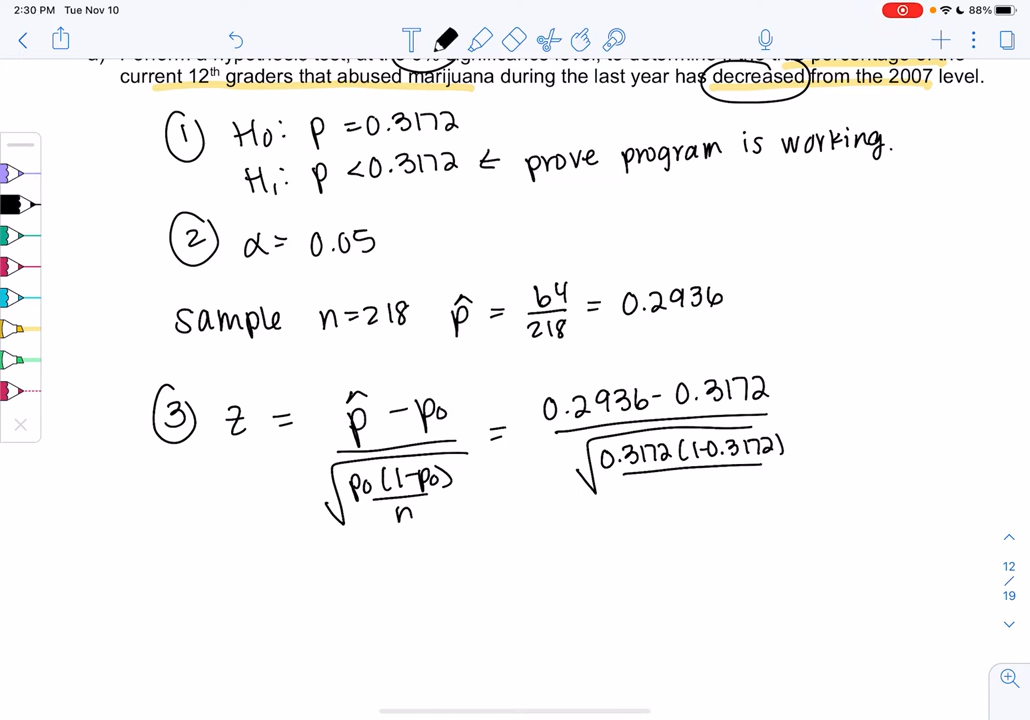 2:30 PM Tue Nov 10
88%
current 12th graders that abused marijuana during the last year has decreased from the 2007 level.
① H₀: p = 0.3172
H₁: p < 0.3172 ← prove program is working.
② α = 0.05
sample n=218 p̂ = 64/218 = 0.2936
③ z = (p̂ - p₀)/√(p₀(1-p₀)/n) = (0.2936 - 0.3172)/√(0.3172(1-0.3172)
12
/
19